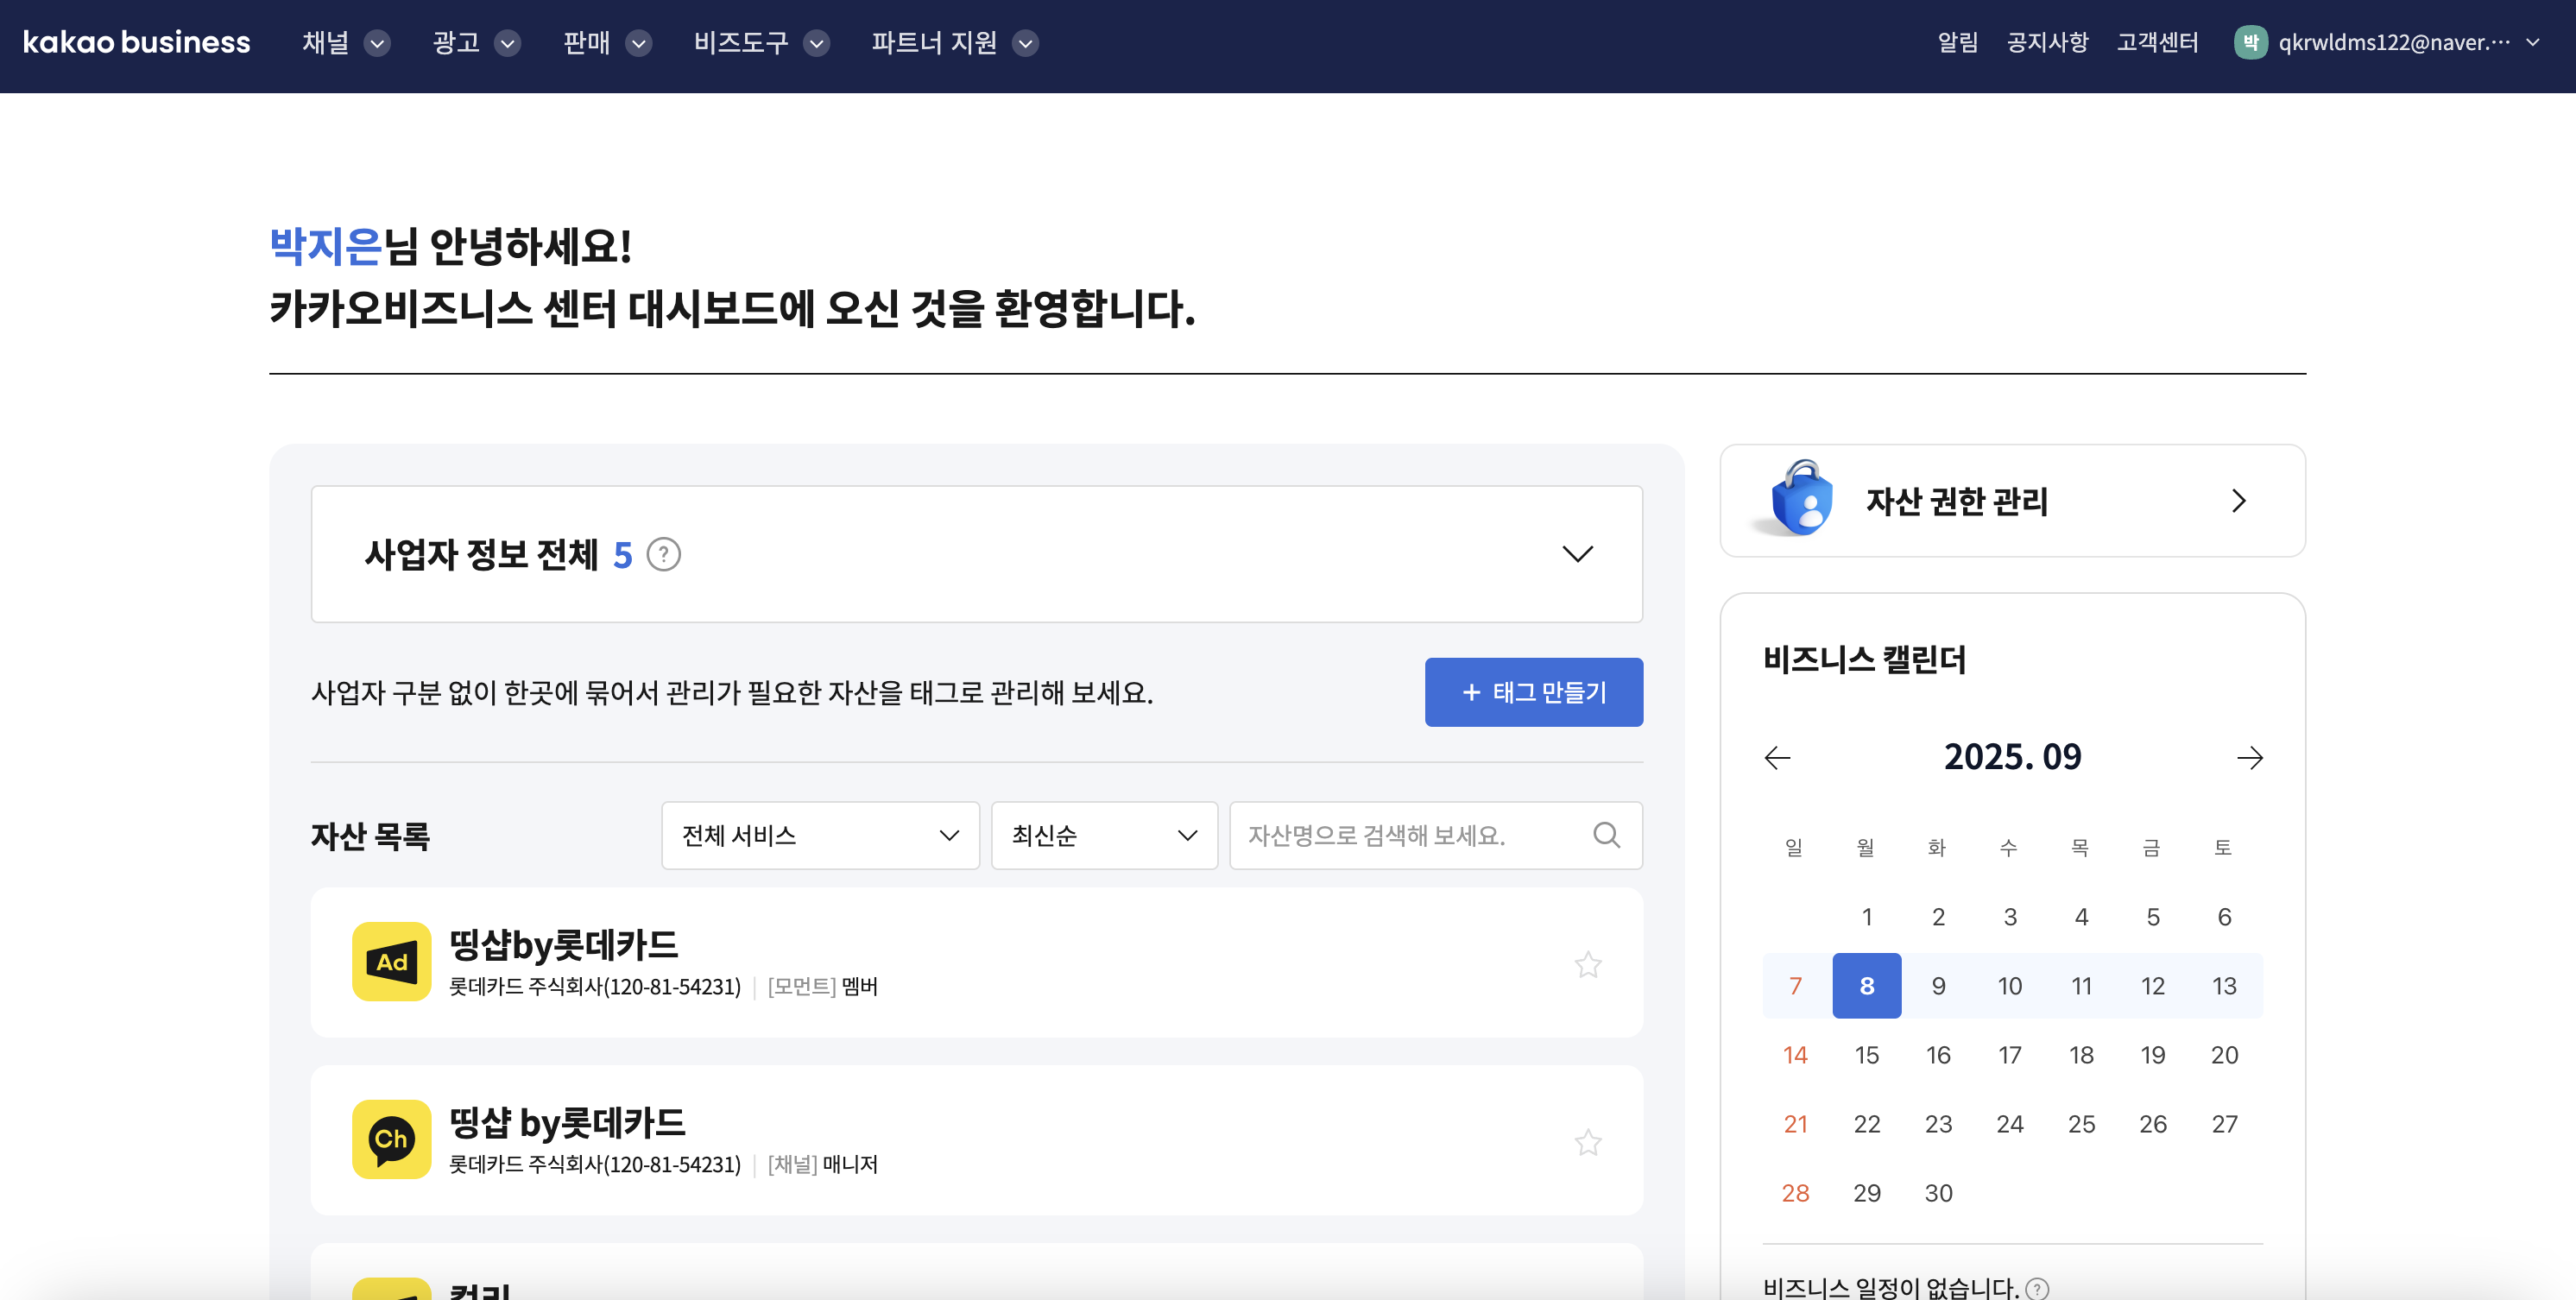 kakao business 채널 광고 판매 비즈도구 파트너 지원 알림 공지사항 고객센터 박 qkrwldms122@naver.···
박지은님 안녕하세요!
카카오비즈니스 센터 대시보드에 오신 것을 환영합니다.
사업자 정보 전체 5 ?
사업자 구분 없이 한곳에 묶어서 관리가 필요한 자산을 태그로 관리해 보세요.
+ 태그 만들기
자산 목록
전체 서비스
최신순
자산명으로 검색해 보세요.
Ad
띵샵by롯데카드
롯데카드 주식회사(120-81-54231) | [모먼트] 멤버
Ch
띵샵 by롯데카드
롯데카드 주식회사(120-81-54231) | [채널] 매니저
자산 권한 관리
비즈니스 캘린더
2025. 09
일 월 화 수 목 금 토
1 2 3 4 5 6
7 8 9 10 11 12 13
14 15 16 17 18 19 20
21 22 23 24 25 26 27
28 29 30
비즈니스 일정이 없습니다. ?